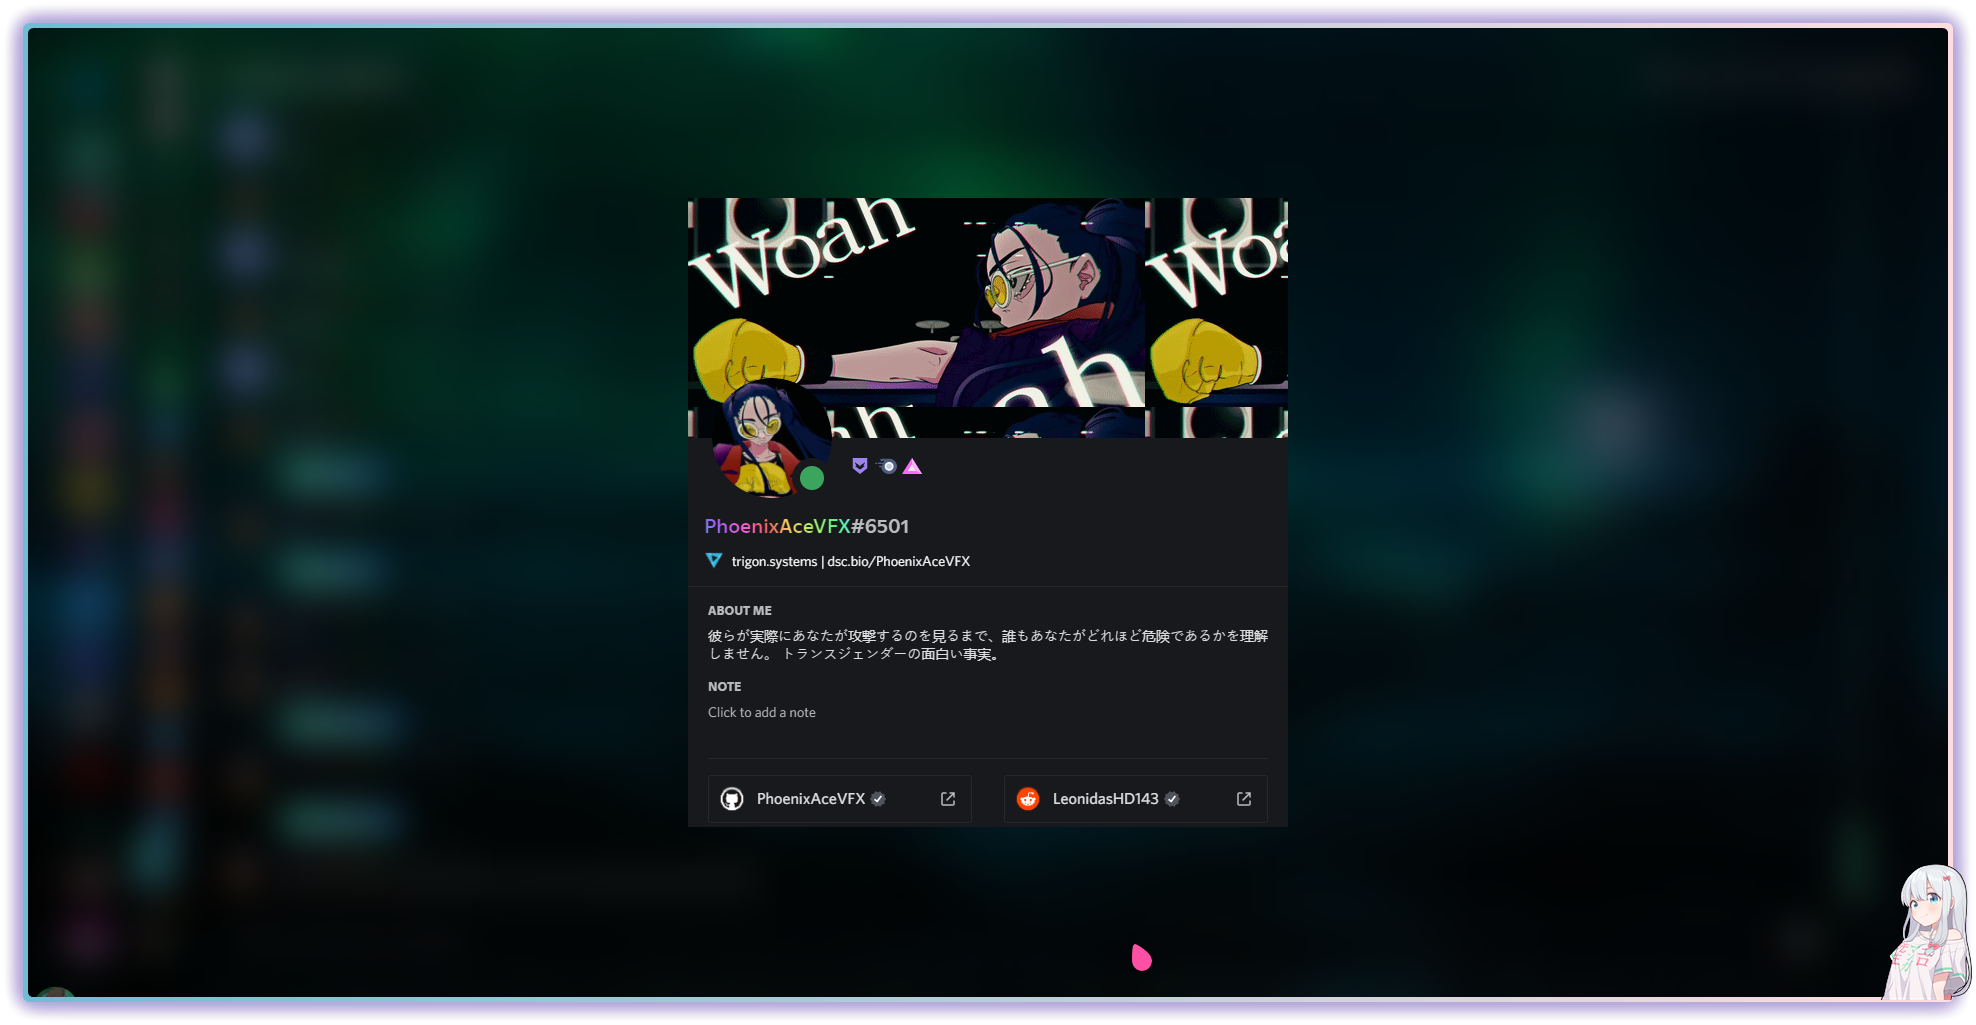 Woah
Woa
h
ah
ah
PhoenixAceVFX#6501
trigon.systems | dsc.bio/PhoenixAceVFX
ABOUT ME
彼らが実際にあなたが攻撃するのを見るまで、誰もあなたがどれほど危険であるかを理解
しません。 トランスジェンダーの面白い事実。
NOTE
Click to add a note
PhoenixAceVFX
LeonidasHD143